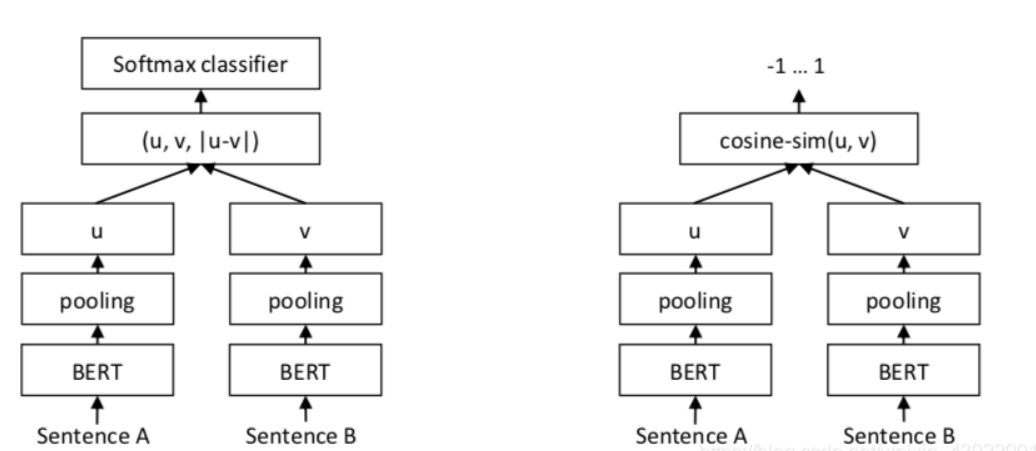 Softmax classifier
(u, v, |u-v|)
u
v
pooling
pooling
BERT
BERT
Sentence A
Sentence B
-1 … 1
cosine-sim(u, v)
u
v
pooling
pooling
BERT
BERT
Sentence A
Sentence B